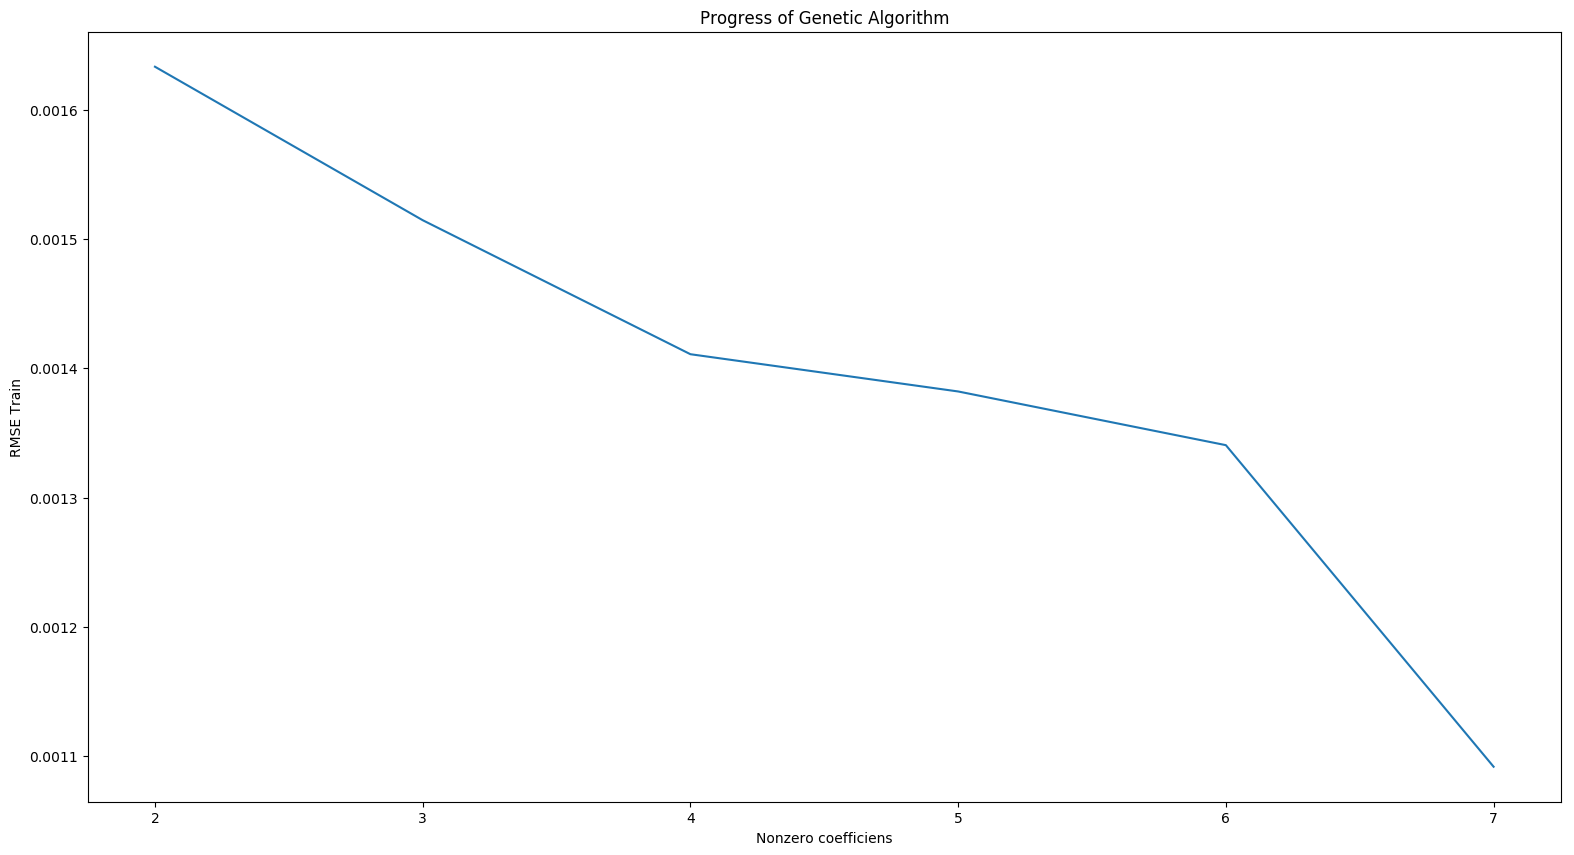 Progress of Genetic Algorithm
0.0016
0.0015
0.0014
0.0013
0.0012
0.0011
RMSE Train
2 3 4 5 6 7
Nonzero coefficiens